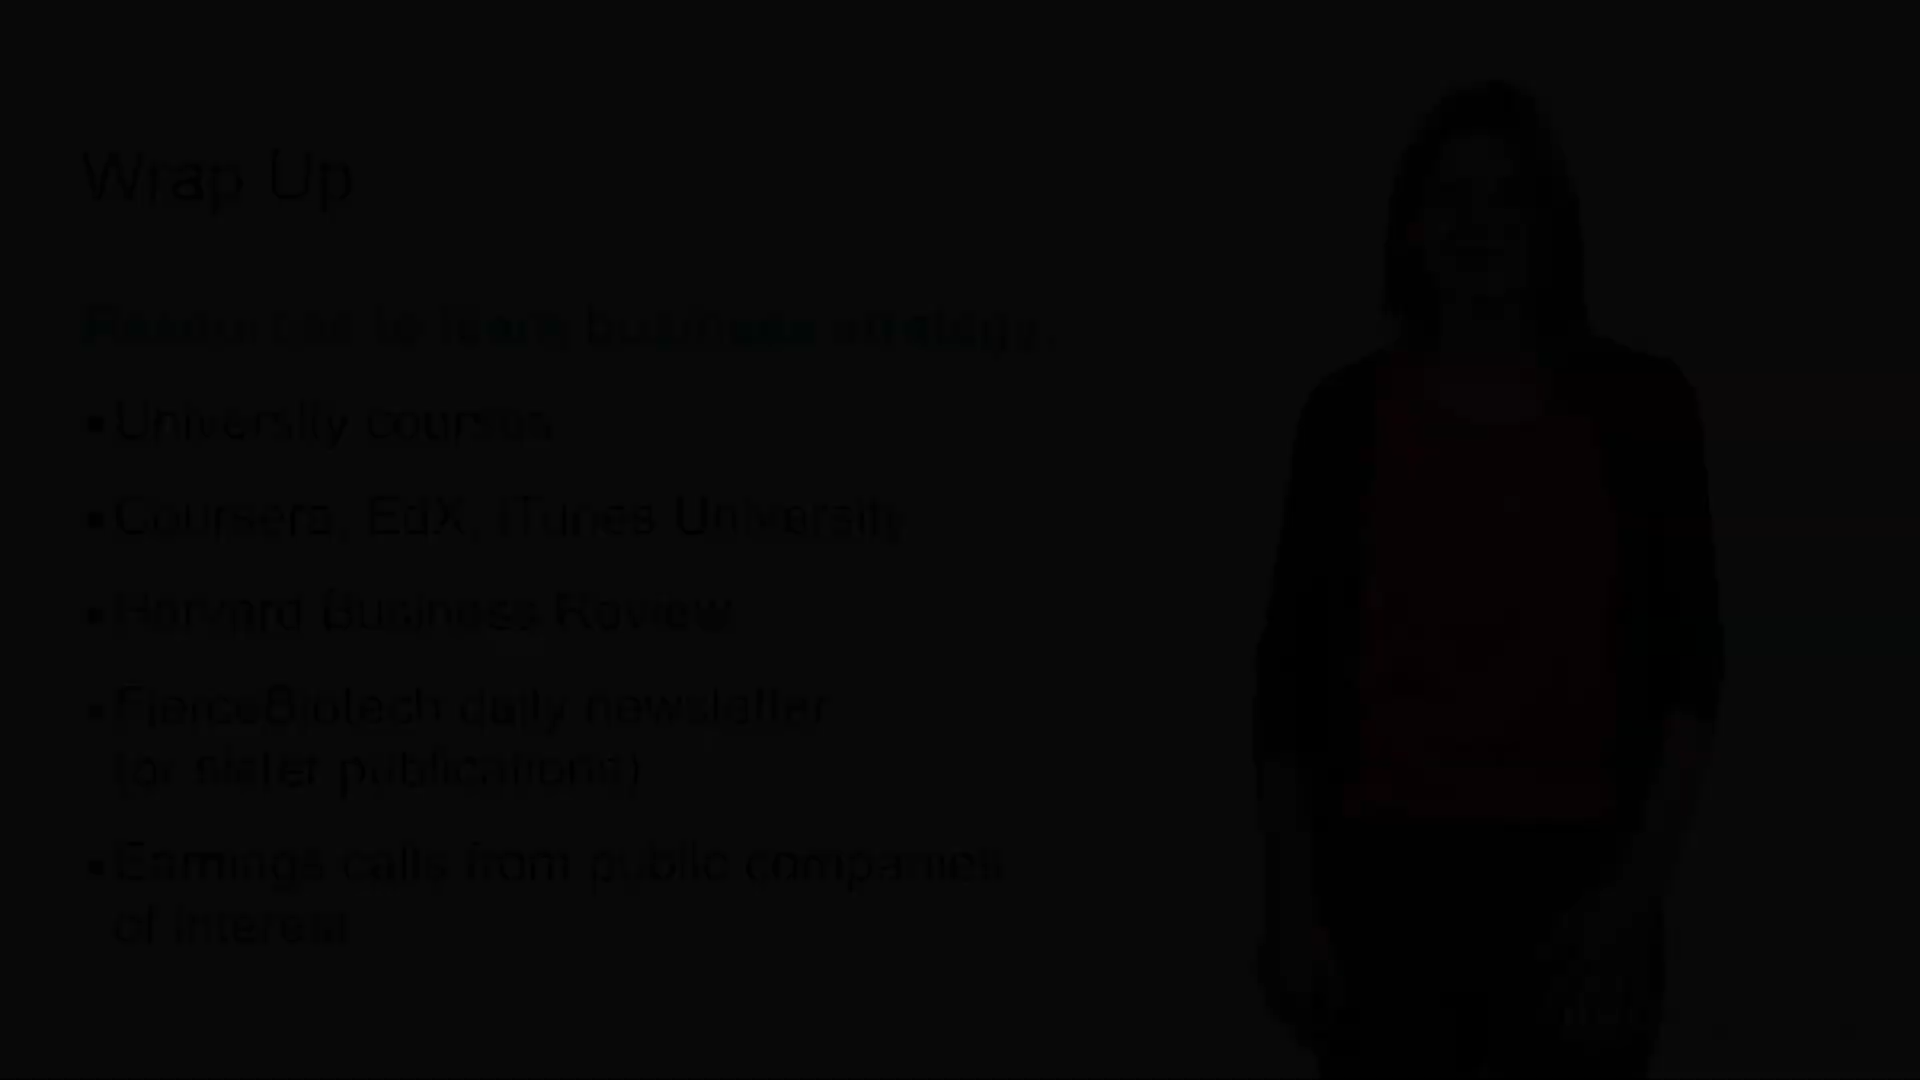 Wrap Up
Resources to learn business strategy:
▪ University courses
▪ Coursera, EdX, iTunes University
▪ Harvard Business Review
▪ FierceBiotech daily newsletter
(or sister publications)
▪ Earnings calls from public companies
of interest